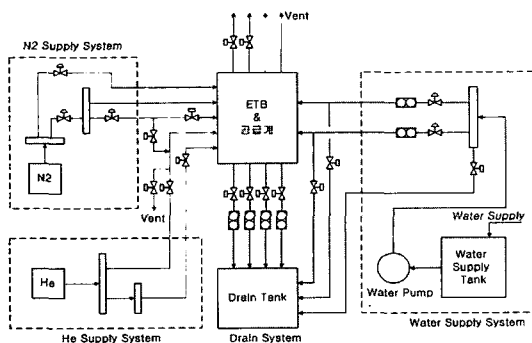 Vent
N2 Supply System
ETB
&
공급계
N2
Vent
He
He Supply System
Drain Tank
Drain System
Water Supply
Water
Supply
Tank
Water Pump
Water Supply System